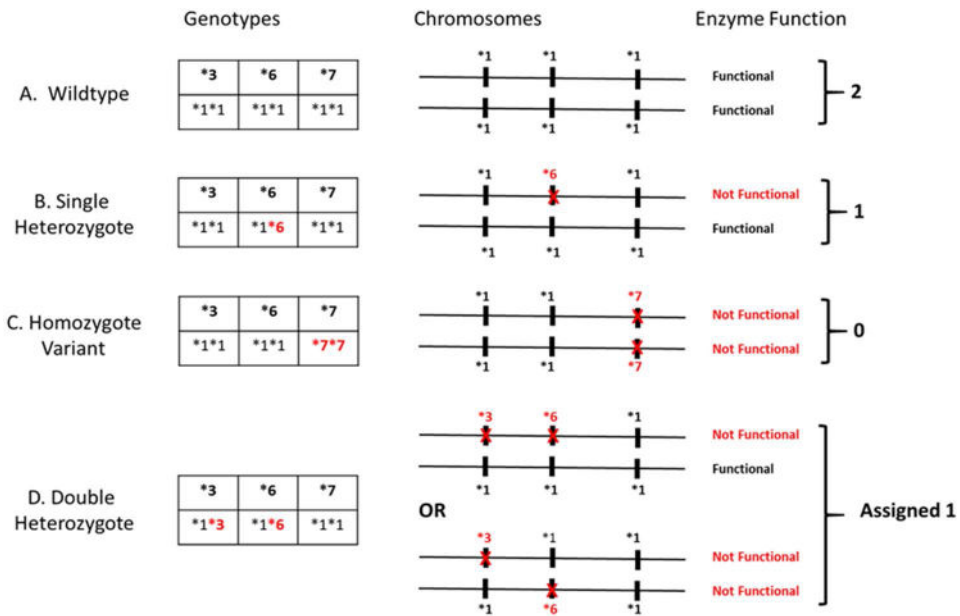 Genotypes Chromosomes Enzyme Function
A. Wildtype
*3 *6 *7
*1*1 *1*1 *1*1
*1 *1 *1
Functional
Functional
*1 *1 *1
2
B. Single
Heterozygote
*3 *6 *7
*1*1 *1*6 *1*1
*1 *6 *1
Not Functional
Functional
*1 *1 *1
1
C. Homozygote
Variant
*3 *6 *7
*1*1 *1*1 *7*7
*1 *1 *7
Not Functional
Not Functional
*1 *1 *7
0
D. Double
Heterozygote
*3 *6 *7
*1*3 *1*6 *1*1
*3 *6 *1
Not Functional
Functional
*1 *1 *1
OR
*3 *1 *1
Not Functional
Not Functional
*1 *6 *1
Assigned 1